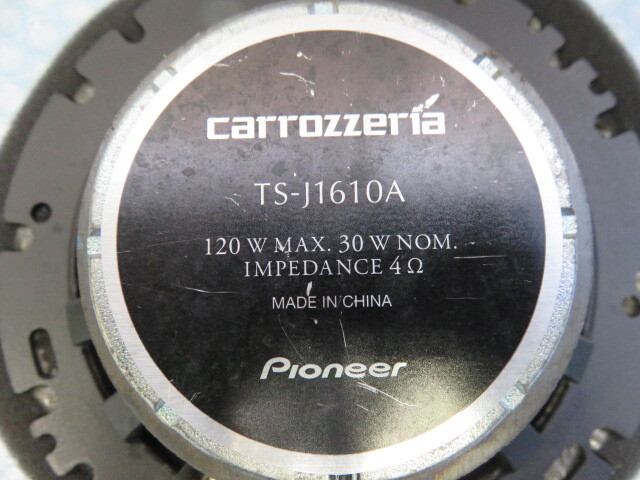 carrozzeria
TS-J1610A
120 W MAX. 30 W NOM.
IMPEDANCE 4 Ω
MADE IN CHINA
Pioneer